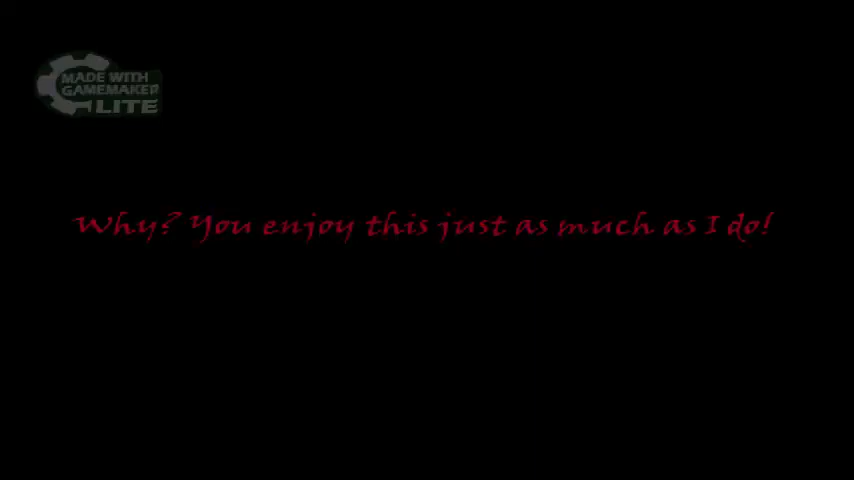 MADE WITH
GAMEMAKER
LITE
Why? You enjoy this just as much as I do!